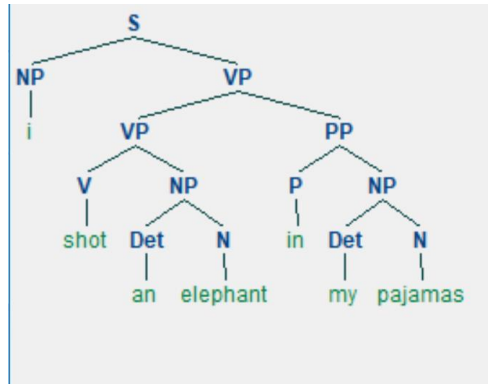 S
NP VP
i VP PP
V NP P NP
shot Det N in Det N
an elephant my pajamas